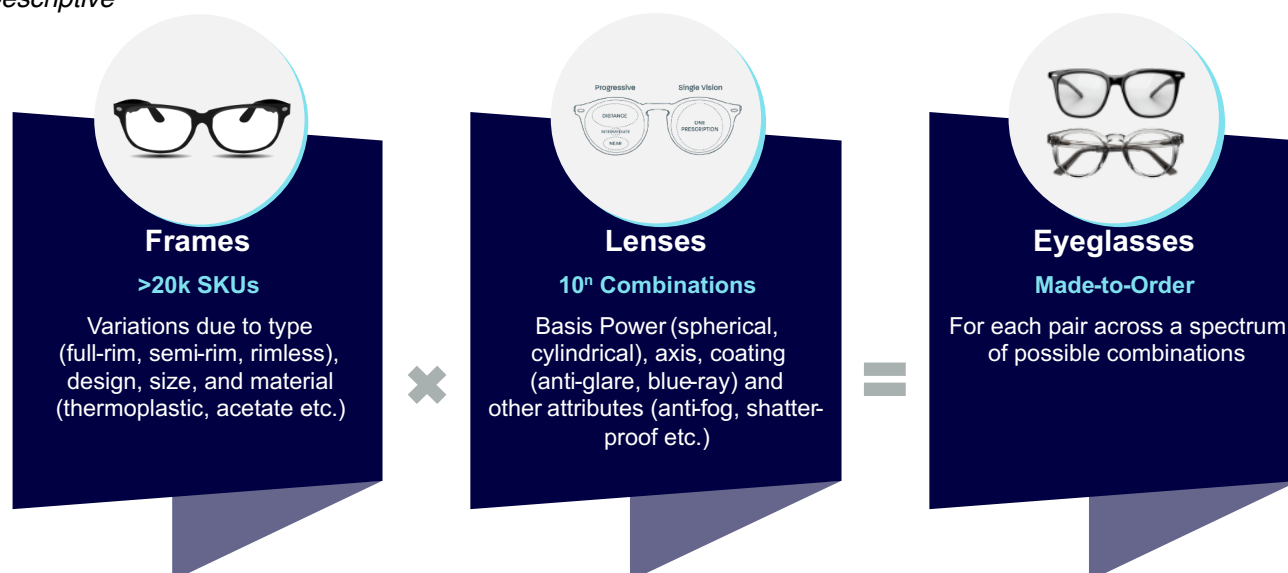 Progressive
Single Vision
DISTANCE
INTERMEDIATE
NEAR
ONE
PRESCRIPTION
Frames
>20k SKUs
Variations due to type
(full-rim, semi-rim, rimless),
design, size, and material
(thermoplastic, acetate etc.)
✖
Lenses
10ⁿ Combinations
Basis Power (spherical,
cylindrical), axis, coating
(anti-glare, blue-ray) and
other attributes (anti-fog, shatter-
proof etc.)
=
Eyeglasses
Made-to-Order
For each pair across a spectrum
of possible combinations